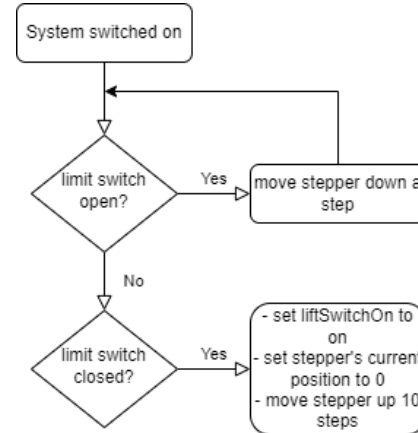 System switched on
limit switch
open?
Yes
move stepper down a
step
No
limit switch
closed?
Yes
- set liftSwitchOn to
on
- set stepper's current
position to 0
- move stepper up 10
steps